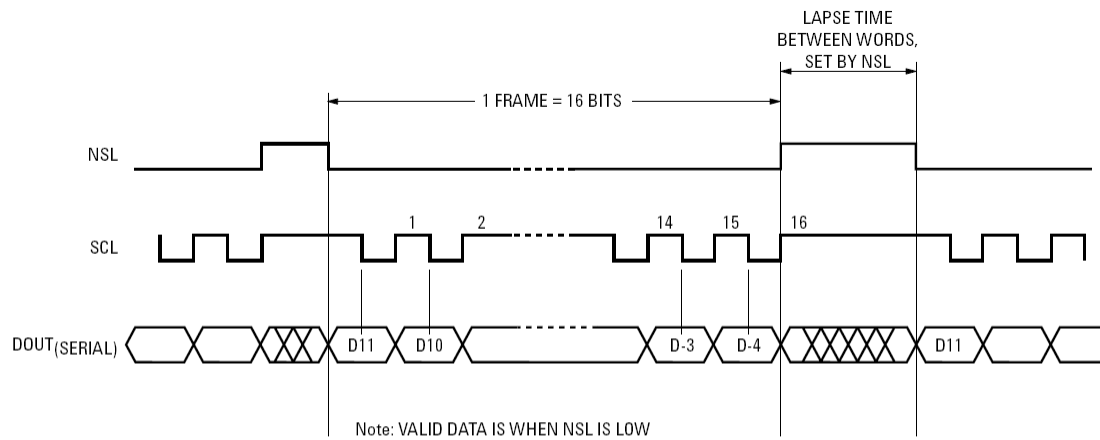 LAPSE TIME
BETWEEN WORDS,
SET BY NSL
1 FRAME = 16 BITS
NSL
SCL
1
2
14
15
16
DOUT(SERIAL)
D11
D10
D-3
D-4
D11
Note: VALID DATA IS WHEN NSL IS LOW